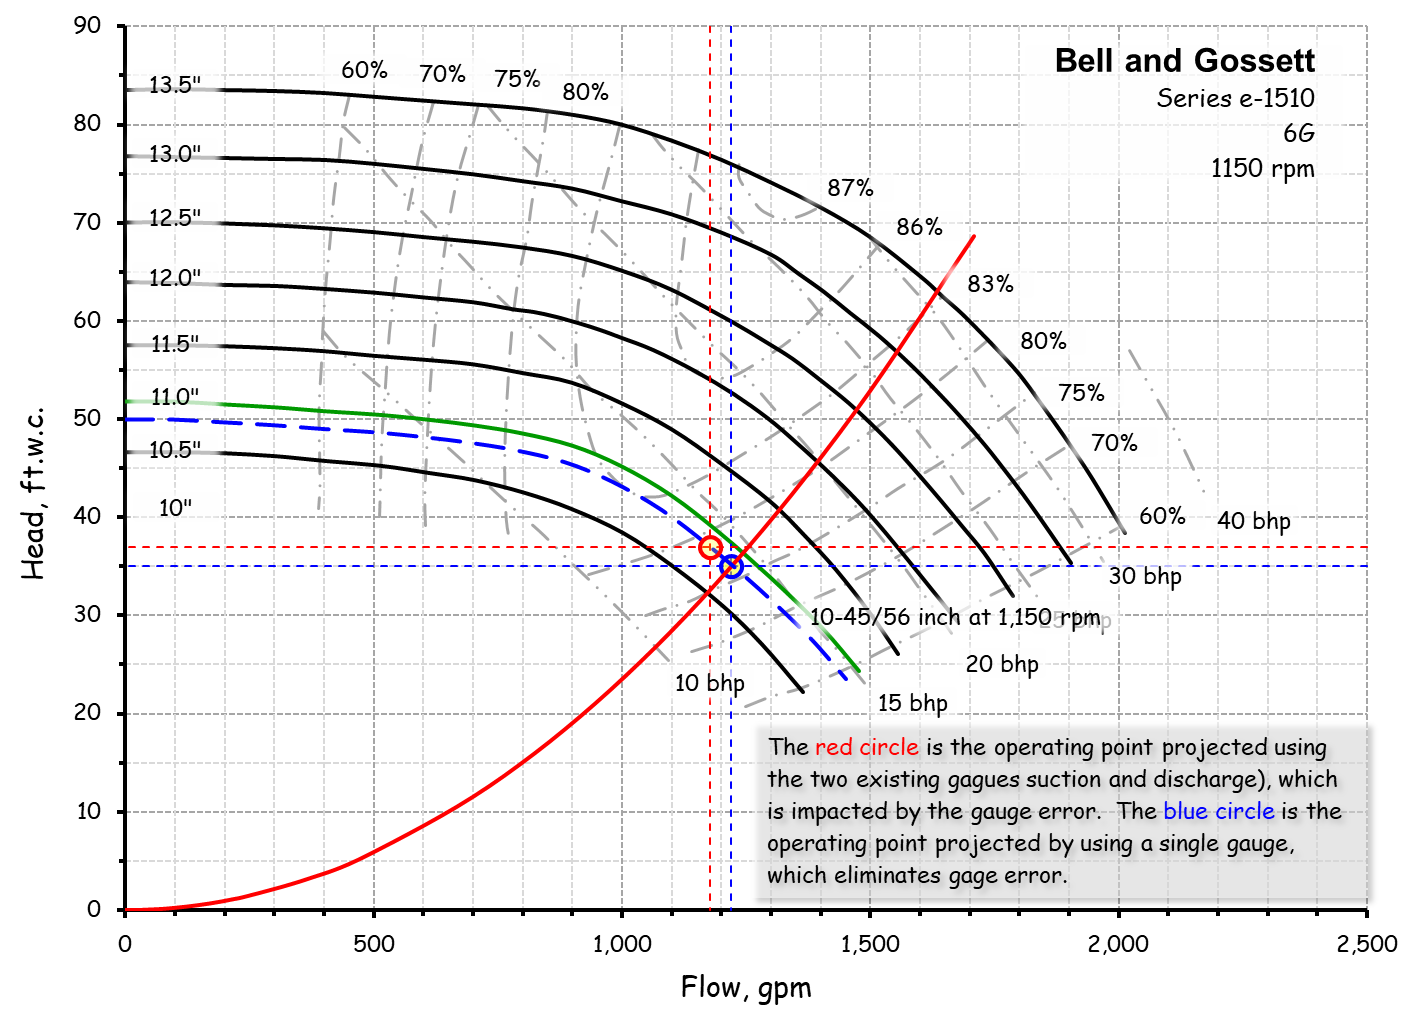 Bell and Gossett
Series e-1510
6G
1150 rpm
Head, ft.w.c.
90
80
70
60
50
40
30
20
10
0
13.5"
13.0"
12.5"
12.0"
11.5"
11.0"
10.5"
10"
60%
70%
75%
80%
87%
86%
83%
80%
75%
70%
60%
40 bhp
30 bhp
10-45/56 inch at 1,150 rpm
25 bhp
20 bhp
10 bhp
15 bhp
The red circle is the operating point projected using
the two existing gagues suction and discharge), which
is impacted by the gauge error. The blue circle is the
operating point projected by using a single gauge,
which eliminates gage error.
0
500
1,000
1,500
2,000
2,500
Flow, gpm